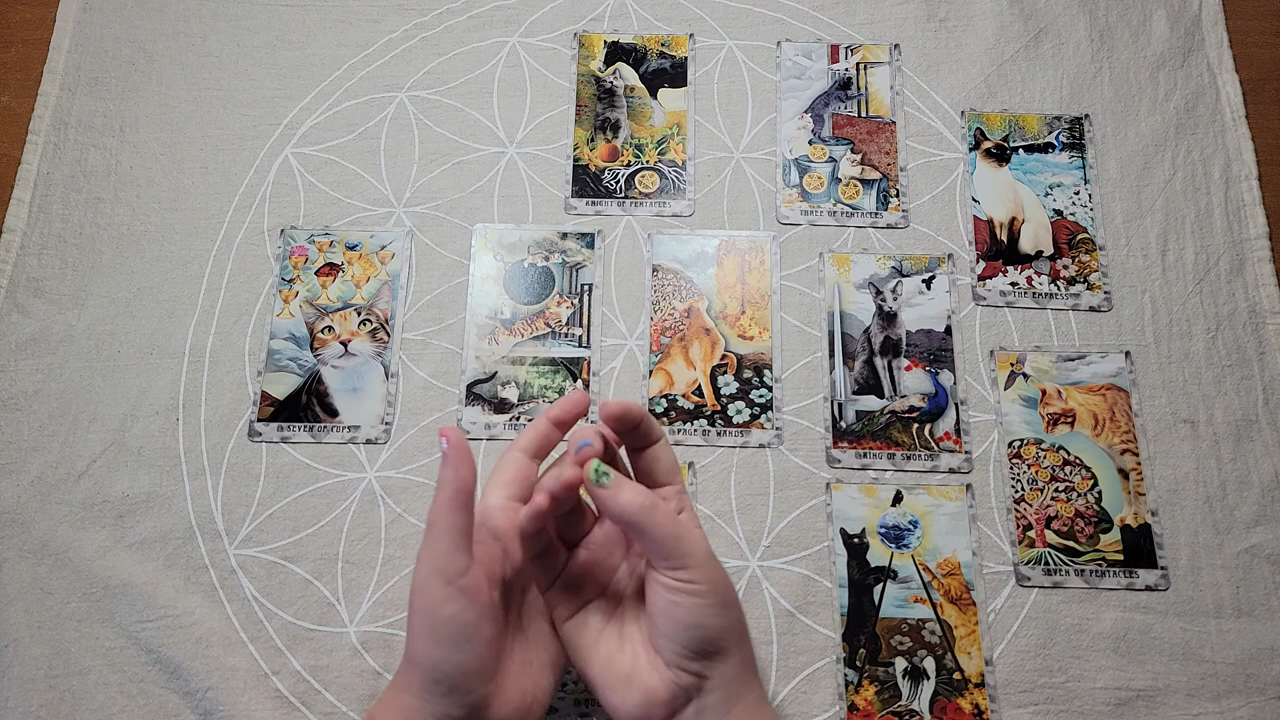 KNIGHT OF PENTACLES
THREE OF PENTACLES
THE EMPRESS
SEVEN OF CUPS
THE T
PAGE OF WANDS
KING OF SWORDS
SEVEN OF PENTACLES